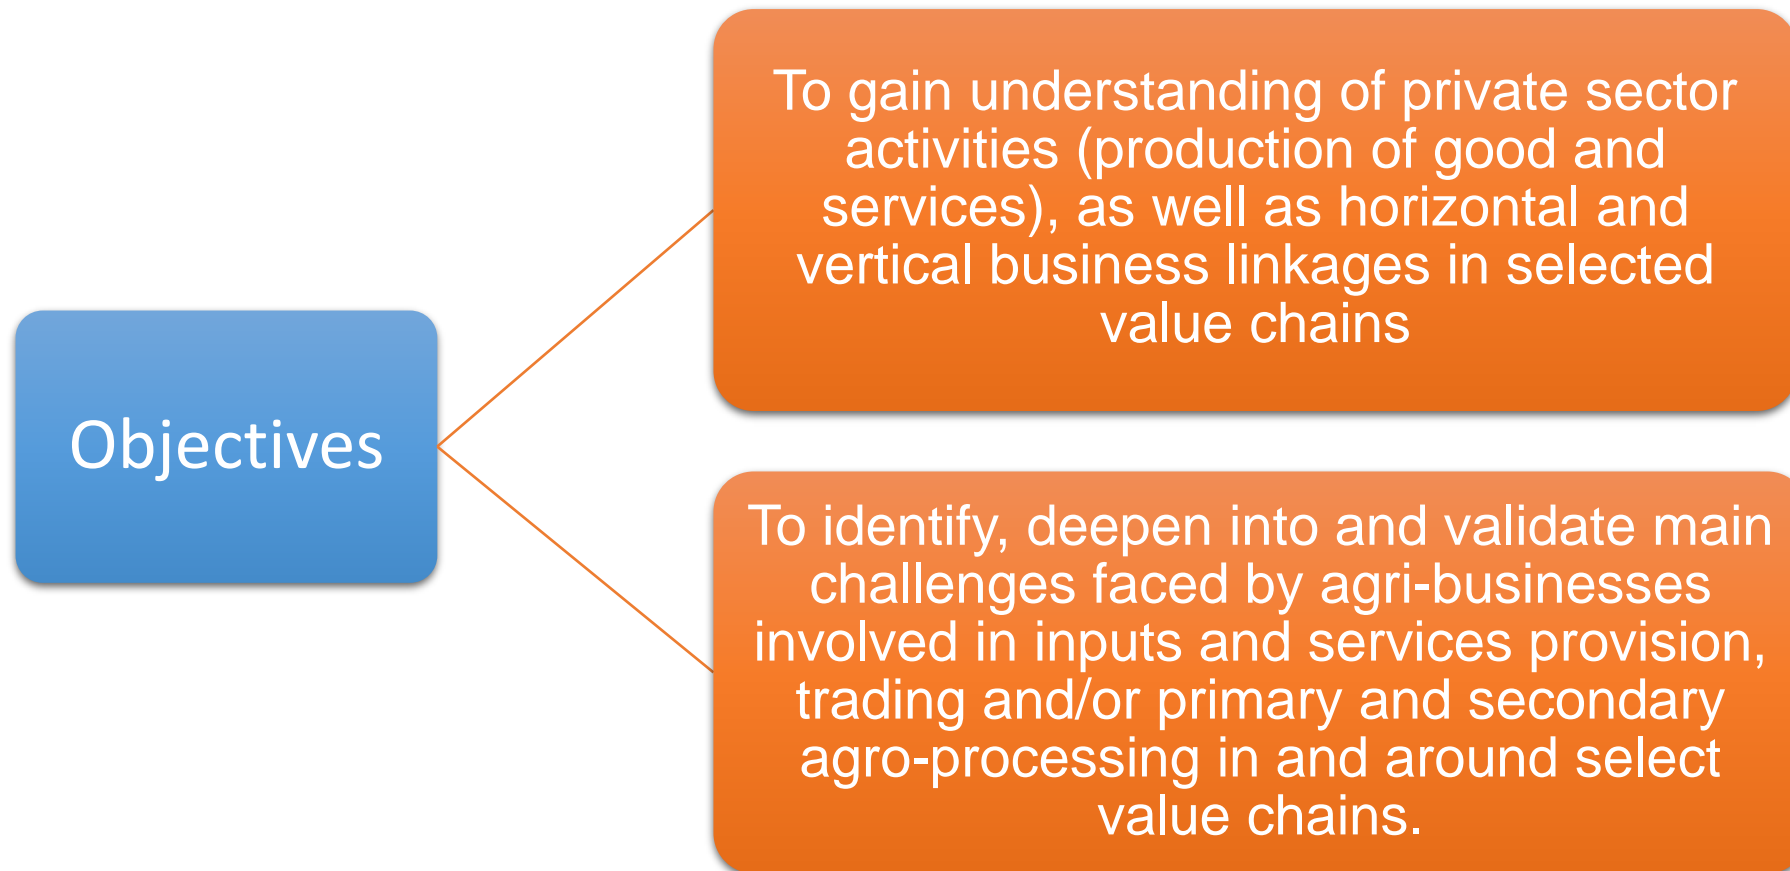 Objectives
To gain understanding of private sector
activities (production of good and
services), as well as horizontal and
vertical business linkages in selected
value chains
To identify, deepen into and validate main
challenges faced by agri-businesses
involved in inputs and services provision,
trading and/or primary and secondary
agro-processing in and around select
value chains.